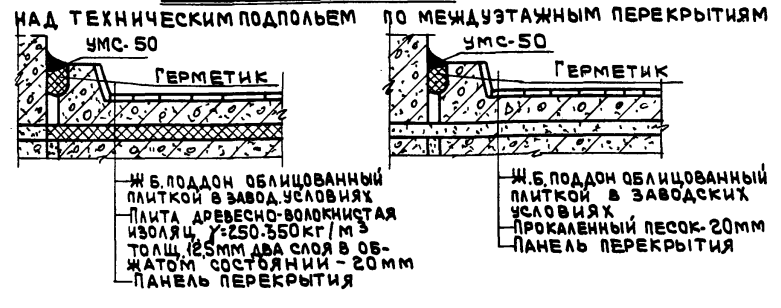 НАД ТЕХНИЧЕСКИМ ПОДПОЛЬЕМ
УМС-50
ГЕРМЕТИК
Ж.Б. ПОДДОН ОБЛИЦОВАННЫЙ
ПЛИТКОЙ В ЗАВОД. УСЛОВИЯХ
ПЛИТА ДРЕВЕСНО-ВОЛОКНИСТАЯ
ИЗОЛЯЦ. γ=250-350КГ/М³
ТОЛЩ. 12,5ММ ДВА СЛОЯ В ОБ-
ЖАТОМ СОСТОЯНИИ - 20ММ
ПАНЕЛЬ ПЕРЕКРЫТИЯ
ПО МЕЖДУЭТАЖНЫМ ПЕРЕКРЫТИЯМ
УМС-50
ГЕРМЕТИК
Ж.Б. ПОДДОН ОБЛИЦОВАННЫЙ
ПЛИТКОЙ В ЗАВОДСКИХ
УСЛОВИЯХ
ПРОКАЛЕННЫЙ ПЕСОК-20ММ
ПАНЕЛЬ ПЕРЕКРЫТИЯ